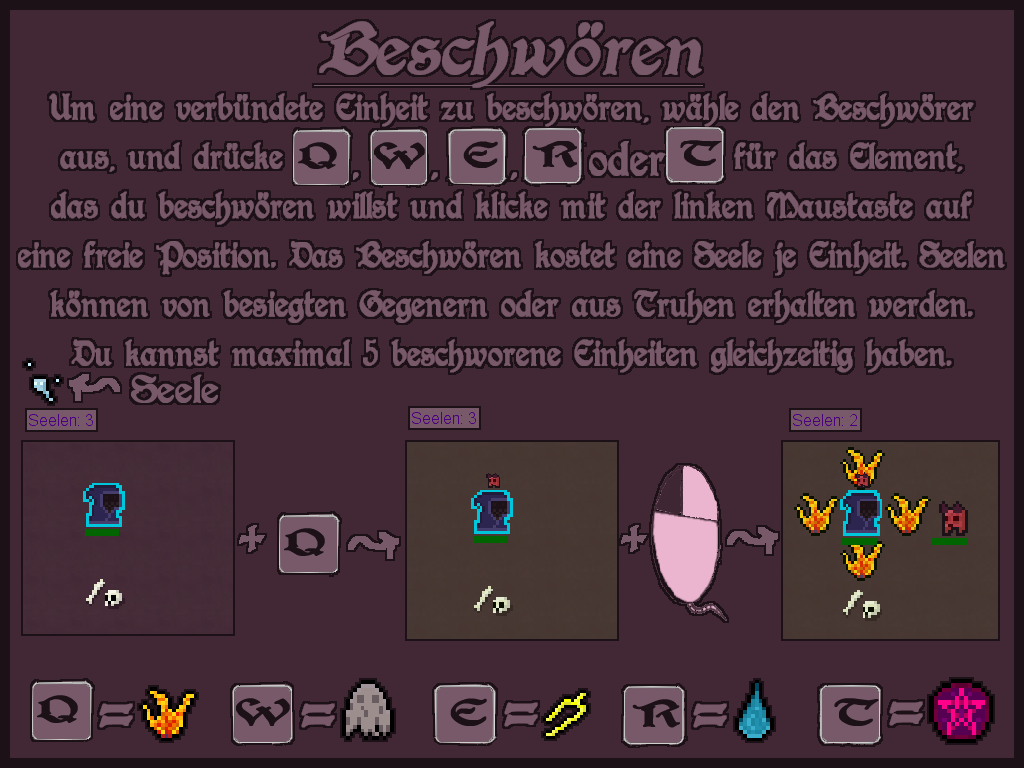 Beschwören
Um eine verbündete Einheit zu beschwören, wähle den Beschwörer
aus, und drücke Q, W, E, R oder T für das Element,
das du beschwören willst und klicke mit der linken Maustaste auf
eine freie Position. Das Beschwören kostet eine Seele je Einheit. Seelen
können von besiegten Gegenern oder aus Truhen erhalten werden.
Du kannst maximal 5 beschworene Einheiten gleichzeitig haben.
Seele
Seelen: 3
Seelen: 3
Seelen: 2
+ Q +
Q = W = E = R = T =